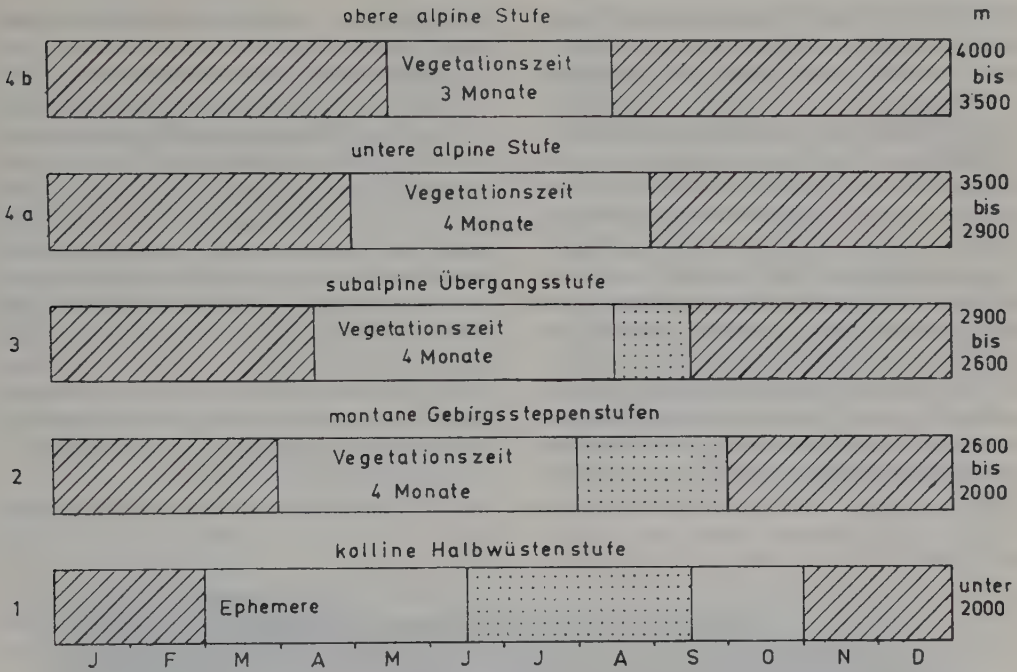 obere alpine Stufe
m
4 b
Vegetationszeit
3 Monate
4000
bis
3500
untere alpine Stufe
4 a
Vegetationszeit
4 Monate
3500
bis
2900
subalpine Übergangsstufe
3
Vegetationszeit
4 Monate
2900
bis
2600
montane Gebirgssteppenstufen
2
Vegetationszeit
4 Monate
2600
bis
2000
kolline Halbwüstenstufe
1
Ephemere
unter
2000
J F M A M J J A S O N D